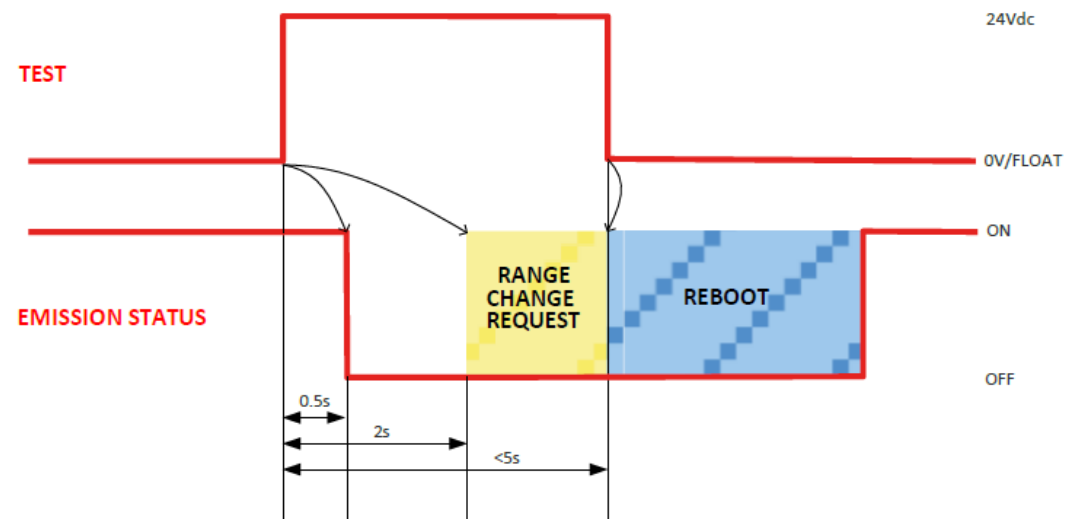 24Vdc
TEST
0V/FLOAT
ON
RANGE
CHANGE
REQUEST
REBOOT
EMISSION STATUS
OFF
0.5s
2s
<5s